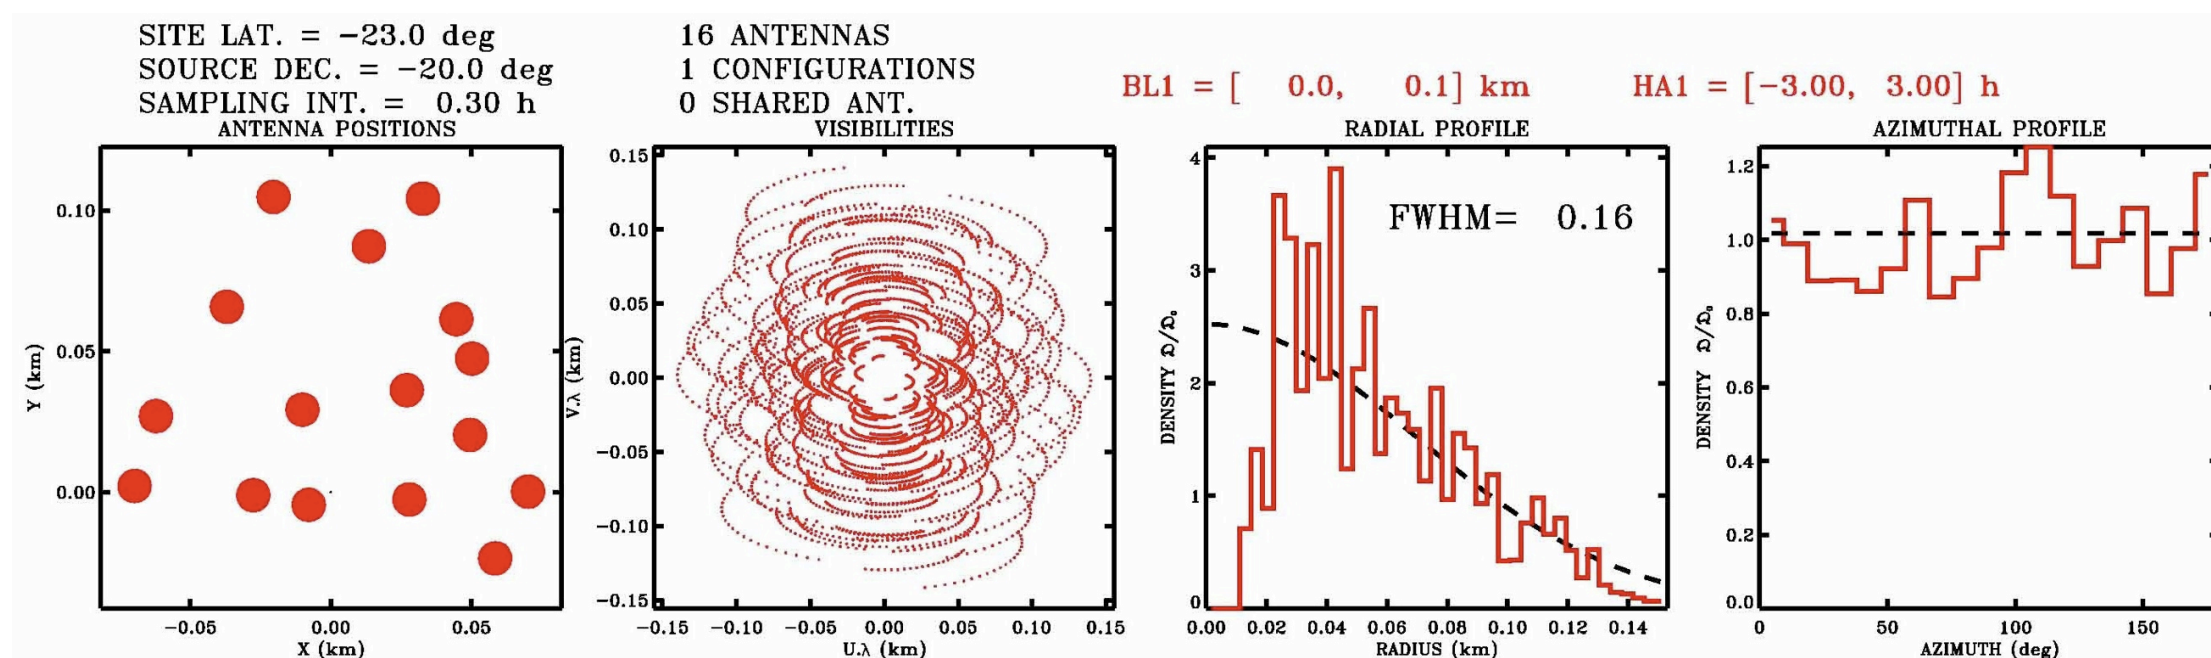 SITE LAT. = −23.0 deg
SOURCE DEC. = −20.0 deg
SAMPLING INT. = 0.30 h
16 ANTENNAS
1 CONFIGURATIONS
0 SHARED ANT.
BL1 = [ 0.0, 0.1] km
HA1 = [−3.00, 3.00] h
ANTENNA POSITIONS
Y (km)
0.10
0.05
0.00
−0.05 0.00 0.05
X (km)
VISIBILITIES
V.λ (km)
0.15
0.10
0.05
0.00
−0.05
−0.10
−0.15
−0.15 −0.10 −0.05 0.00 0.05 0.10 0.15
U.λ (km)
RADIAL PROFILE
FWHM= 0.16
DENSITY D/D₀
4
3
2
1
0
0.00 0.02 0.04 0.06 0.08 0.10 0.12 0.14
RADIUS (km)
AZIMUTHAL PROFILE
DENSITY D/D₀
1.2
1.0
0.8
0.6
0.4
0.2
0.0
0 50 100 150
AZIMUTH (deg)